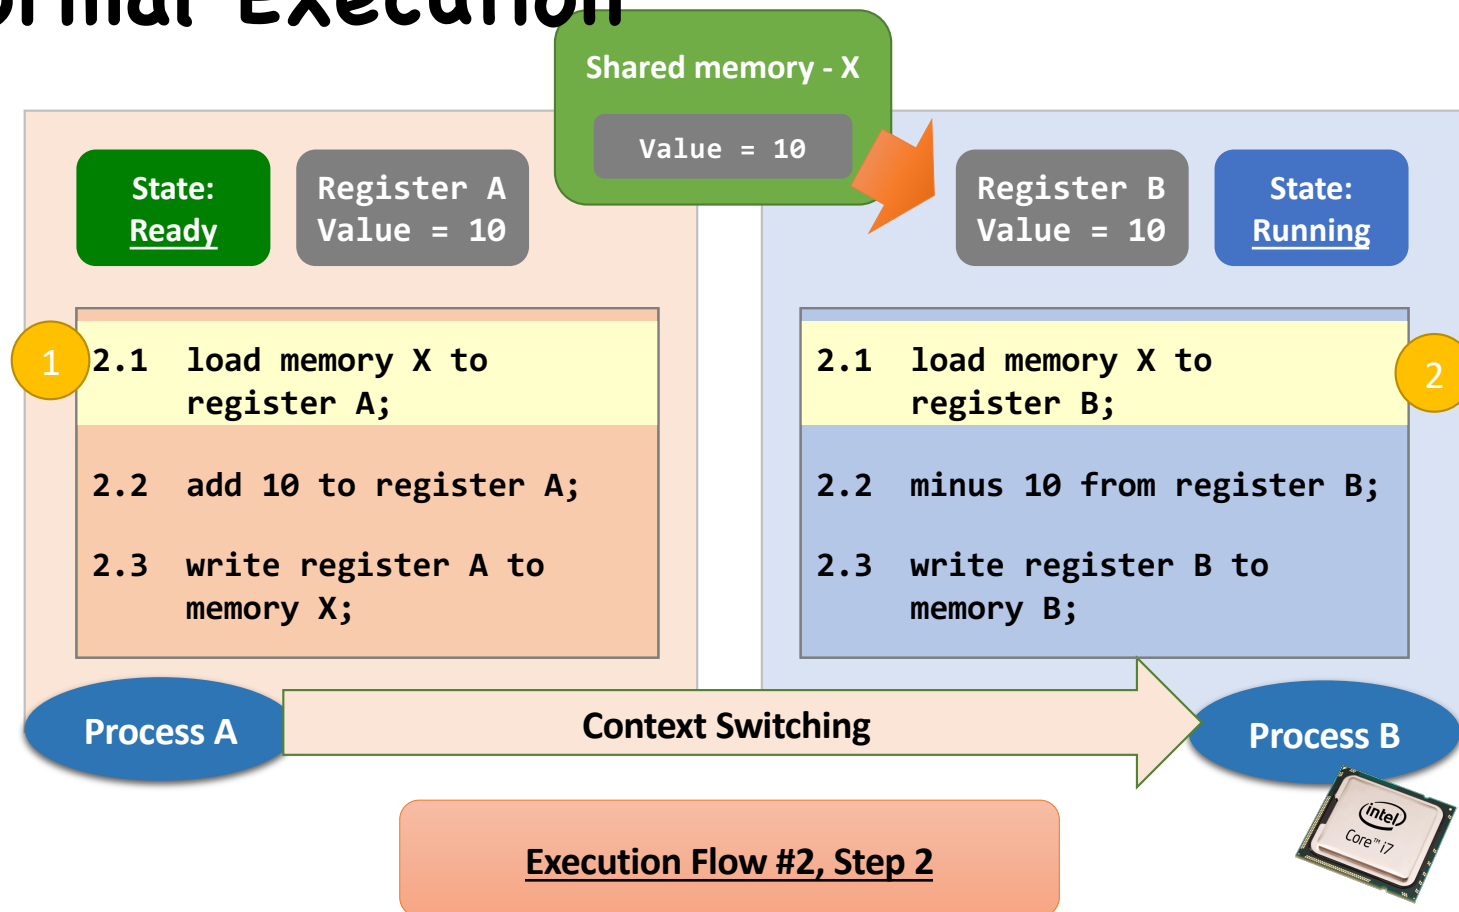 Execution
Shared memory - X
Value = 10
State:
Ready
Register A
Value = 10
Register B
Value = 10
State:
Running
1
2.1 load memory X to
register A;
2.2 add 10 to register A;
2.3 write register A to
memory X;
2.1 load memory X to
register B;
2
2.2 minus 10 from register B;
2.3 write register B to
memory B;
Process A
Context Switching
Process B
Execution Flow #2, Step 2
intel
Core™ i7